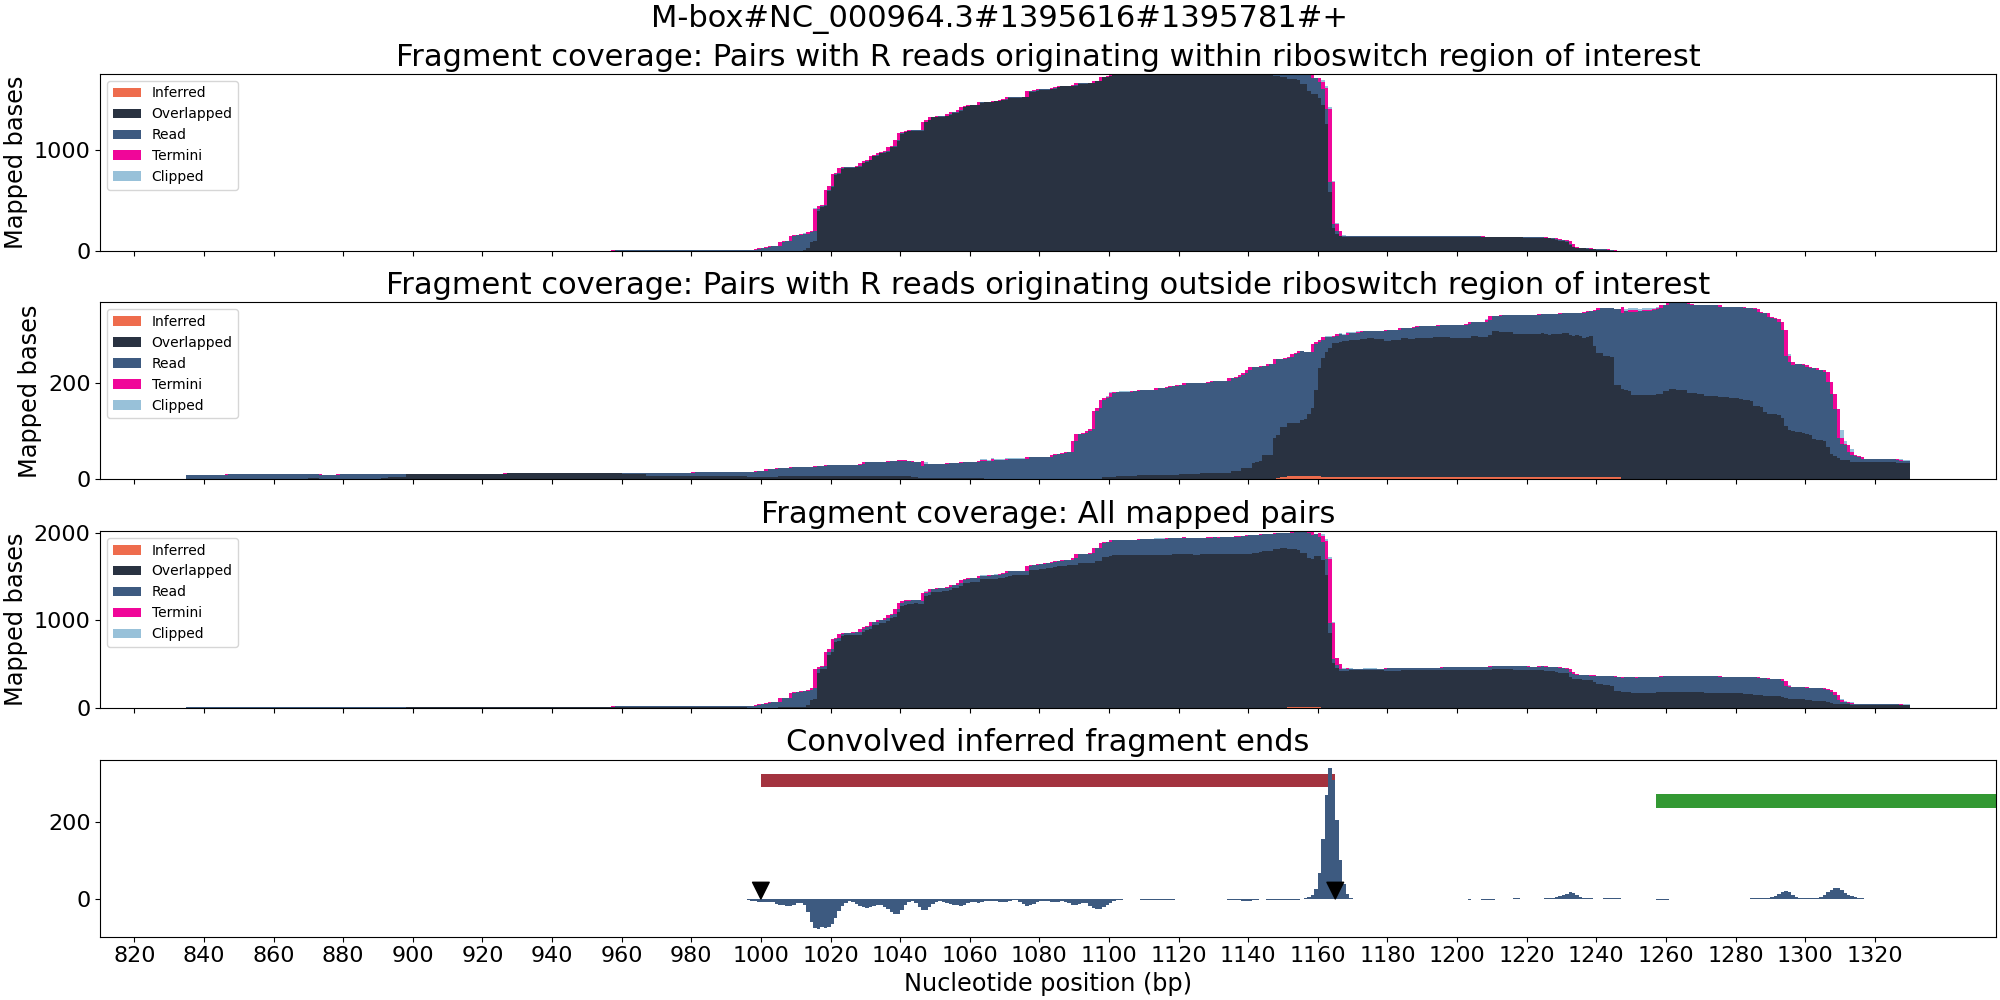 M-box#NC_000964.3#1395616#1395781#+
Fragment coverage: Pairs with R reads originating within riboswitch region of interest
Mapped bases
1000
0
Inferred
Overlapped
Read
Termini
Clipped
Fragment coverage: Pairs with R reads originating outside riboswitch region of interest
Mapped bases
200
0
Inferred
Overlapped
Read
Termini
Clipped
Fragment coverage: All mapped pairs
Mapped bases
2000
1000
0
Inferred
Overlapped
Read
Termini
Clipped
Convolved inferred fragment ends
200
0
820 840 860 880 900 920 940 960 980 1000 1020 1040 1060 1080 1100 1120 1140 1160 1180 1200 1220 1240 1260 1280 1300 1320
Nucleotide position (bp)